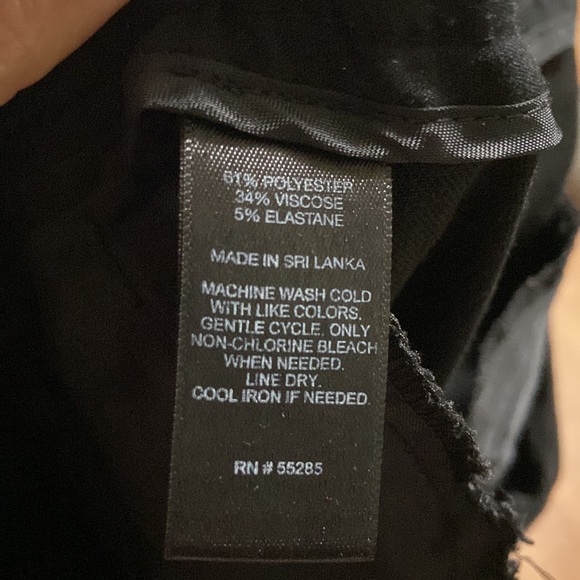 61% POLYESTER
34% VISCOSE
5% ELASTANE
MADE IN SRI LANKA
MACHINE WASH COLD
WITH LIKE COLORS.
GENTLE CYCLE. ONLY
NON-CHLORINE BLEACH
WHEN NEEDED.
LINE DRY.
COOL IRON IF NEEDED.
RN # 55285